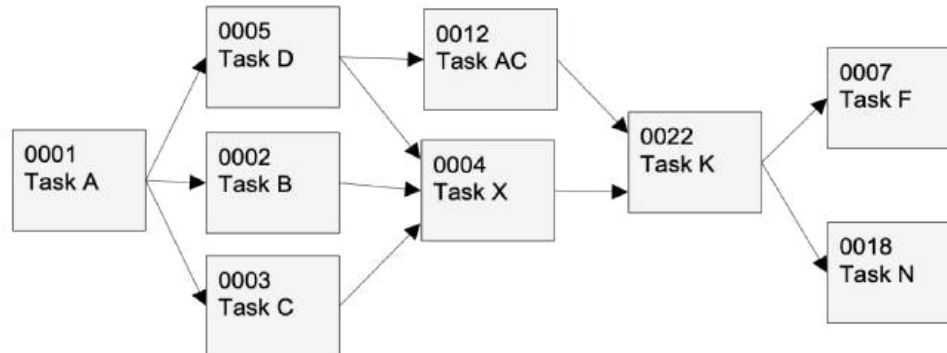 0001
Task A
0005
Task D
0002
Task B
0003
Task C
0012
Task AC
0004
Task X
0022
Task K
0007
Task F
0018
Task N